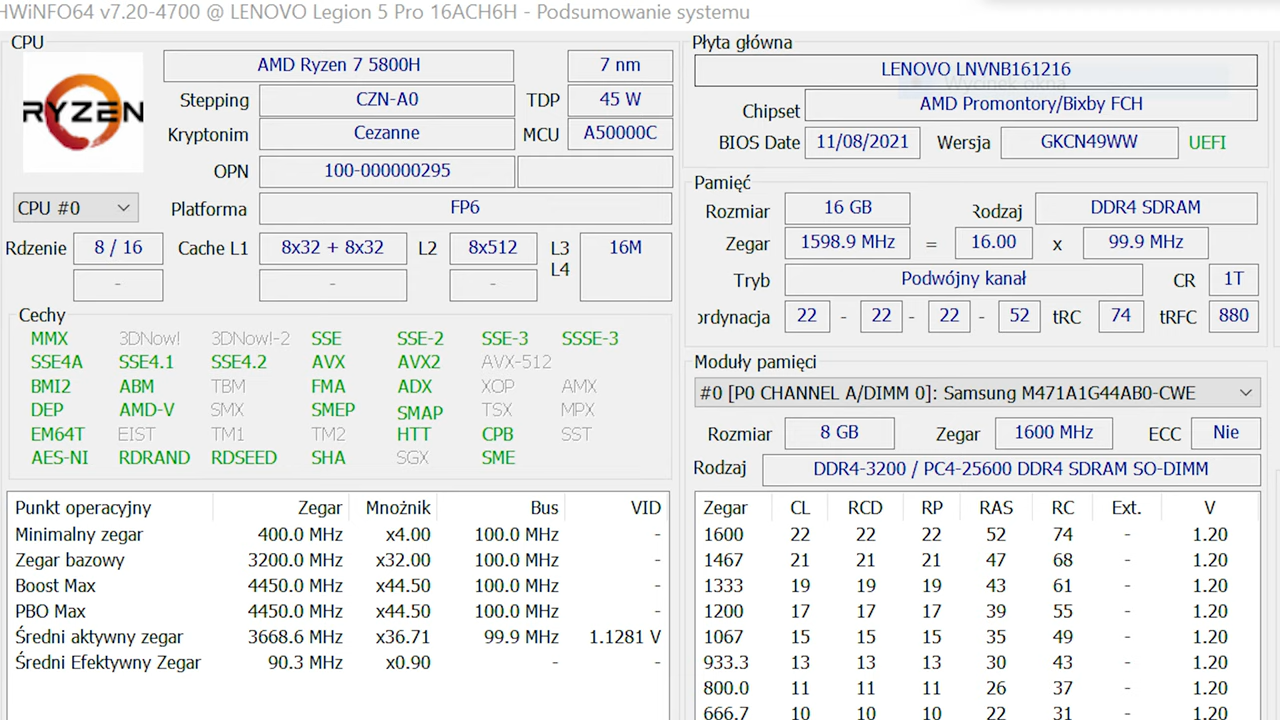 HWiNFO64 v7.20-4700 @ LENOVO Legion 5 Pro 16ACH6H - Podsumowanie systemu
CPU
RYZEN
AMD Ryzen 7 5800H 7 nm
Stepping CZN-A0 TDP 45 W
Kryptonim Cezanne MCU A50000C
OPN 100-000000295
CPU #0 Platforma FP6
Rdzenie 8 / 16 Cache L1 8x32 + 8x32 L2 8x512 L3 16M
- - - L4
Cechy
MMX 3DNow! 3DNow!-2 SSE SSE-2 SSE-3 SSSE-3
SSE4A SSE4.1 SSE4.2 AVX AVX2 AVX-512
BMI2 ABM TBM FMA ADX XOP AMX
DEP AMD-V SMX SMEP SMAP TSX MPX
EM64T EIST TM1 TM2 HTT CPB SST
AES-NI RDRAND RDSEED SHA SGX SME
Punkt operacyjny Zegar Mnożnik Bus VID
Minimalny zegar 400.0 MHz x4.00 100.0 MHz -
Zegar bazowy 3200.0 MHz x32.00 100.0 MHz -
Boost Max 4450.0 MHz x44.50 100.0 MHz -
PBO Max 4450.0 MHz x44.50 100.0 MHz -
Średni aktywny zegar 3668.6 MHz x36.71 99.9 MHz 1.1281 V
Średni Efektywny Zegar 90.3 MHz x0.90 - -
Płyta główna
LENOVO LNVNB161216
Chipset AMD Promontory/Bixby FCH
BIOS Date 11/08/2021 Wersja GKCN49WW UEFI
Pamięć
Rozmiar 16 GB Rodzaj DDR4 SDRAM
Zegar 1598.9 MHz = 16.00 x 99.9 MHz
Tryb Podwójny kanał CR 1T
ordynacja 22 - 22 - 22 - 52 tRC 74 tRFC 880
Moduły pamięci
#0 [P0 CHANNEL A/DIMM 0]: Samsung M471A1G44AB0-CWE
Rozmiar 8 GB Zegar 1600 MHz ECC Nie
Rodzaj DDR4-3200 / PC4-25600 DDR4 SDRAM SO-DIMM
Zegar CL RCD RP RAS RC Ext. V
1600 22 22 22 52 74 - 1.20
1467 21 21 21 47 68 - 1.20
1333 19 19 19 43 61 - 1.20
1200 17 17 17 39 55 - 1.20
1067 15 15 15 35 49 - 1.20
933.3 13 13 13 30 43 - 1.20
800.0 11 11 11 26 37 - 1.20
666.7 10 10 10 22 31 - 1.20